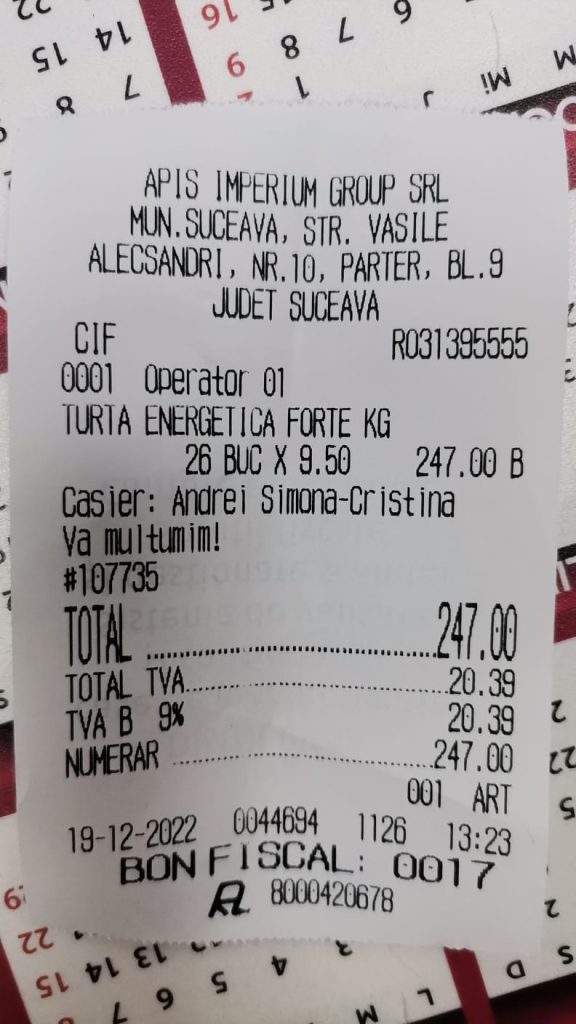 APIS IMPERIUM GROUP SRL
MUN.SUCEAVA, STR. VASILE
ALECSANDRI, NR.10, PARTER, BL.9
JUDET SUCEAVA
CIF RO31395555
0001 Operator 01
TURTA ENERGETICA FORTE KG
26 BUC X 9.50 247.00 B
Casier: Andrei Simona-Cristina
Va multumim!
#107735
TOTAL ..................................247.00
TOTAL TVA..................................20.39
TVA B 9% 20.39
NUMERAR ..................................247.00
001 ART
19-12-2022 0044694 1126 13:23
BON FISCAL: 0017
8000420678